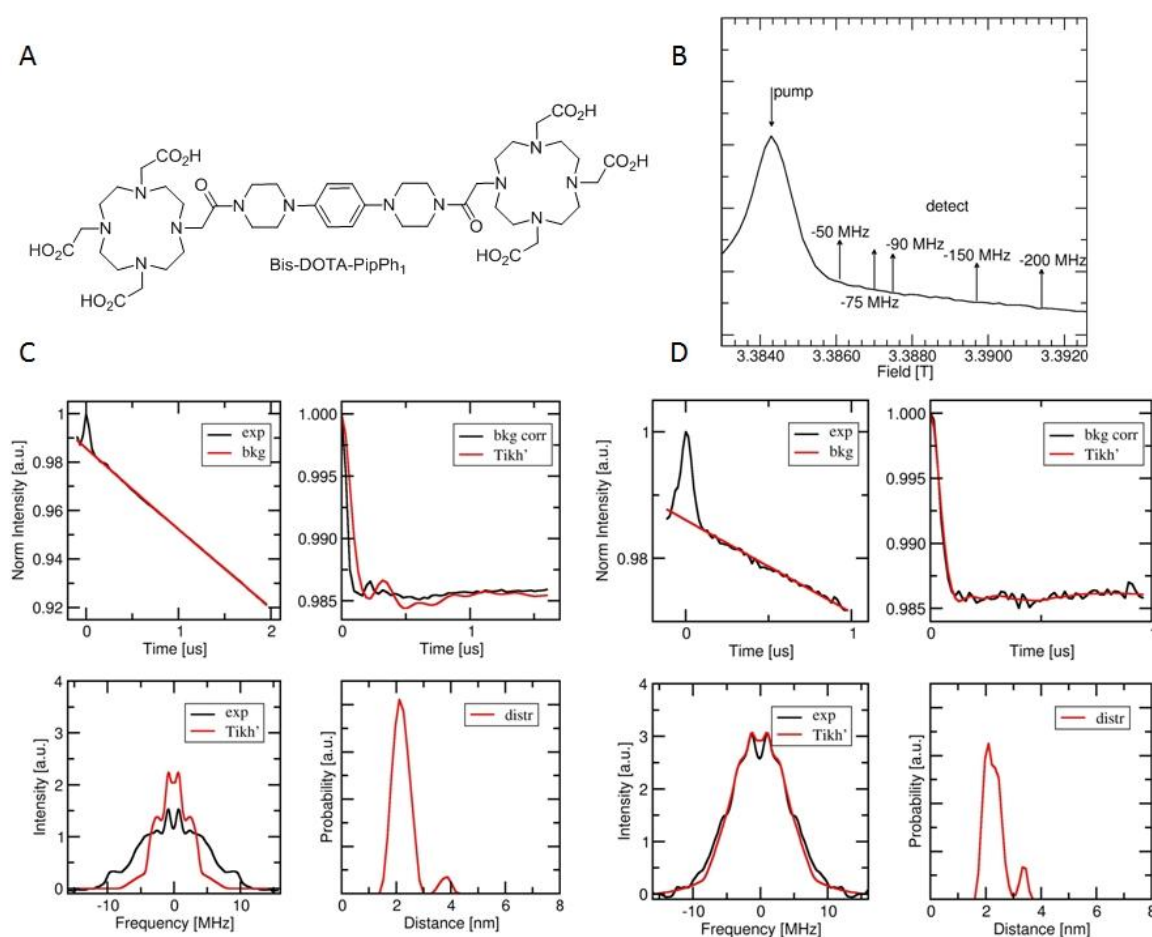 A
CO₂H
CO₂H
HO₂C
HO₂C
N
N
N
N
O
N
N
N
N
O
N
N
N
N
CO₂H
CO₂H
CO₂H
Bis-DOTA-PipPh₁
B
pump
detect
-50 MHz
-90 MHz
-150 MHz
-200 MHz
-75 MHz
3.3840 3.3860 3.3880 3.3900 3.3920
Field [T]
C
Norm Intensity [a.u.]
1
0.98
0.96
0.94
0.92
exp
bkg
0 1 2
Time [us]
1.000
0.995
0.990
0.985
bkg corr
Tikh'
0 1
Time [us]
Intensity [a.u.]
4
3
2
1
0
exp
Tikh'
-10 0 10
Frequency [MHz]
Probability [a.u.]
distr
0 2 4 6 8
Distance [nm]
D
Norm Intensity [a.u.]
1
0.98
exp
bkg
0 1
Time [us]
1.000
0.995
0.990
0.985
bkg corr
Tikh'
0 1
Time [us]
Intensity [a.u.]
4
3
2
1
0
exp
Tikh'
-10 0 10
Frequency [MHz]
Probability [a.u.]
distr
0 2 4 6 8
Distance [nm]